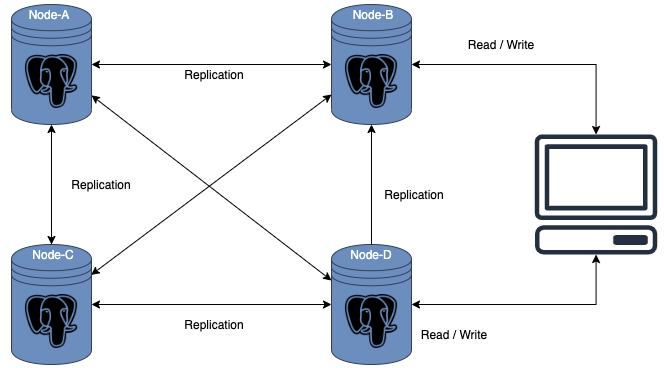 Node-A
Node-B
Read / Write
Replication
Replication
Replication
Node-C
Node-D
Replication
Read / Write